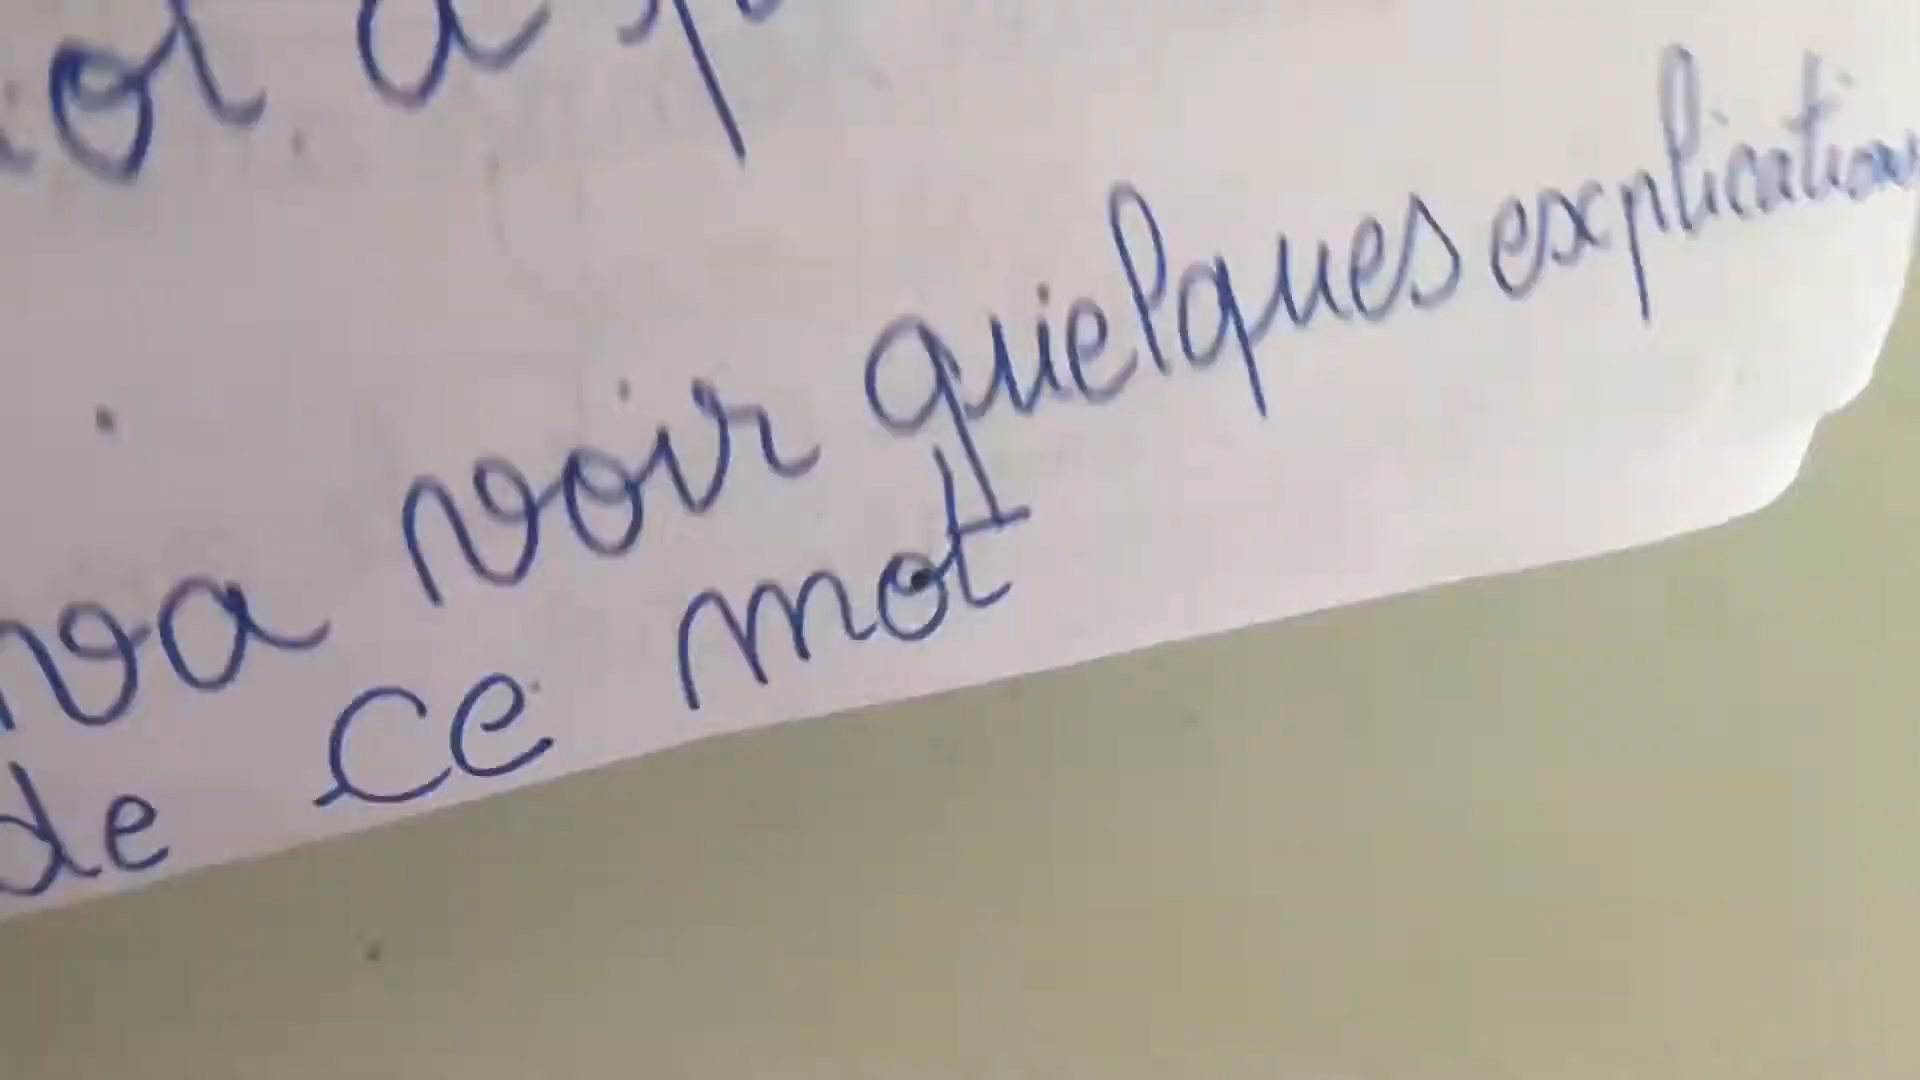 va voir quielques explication
de ce mot